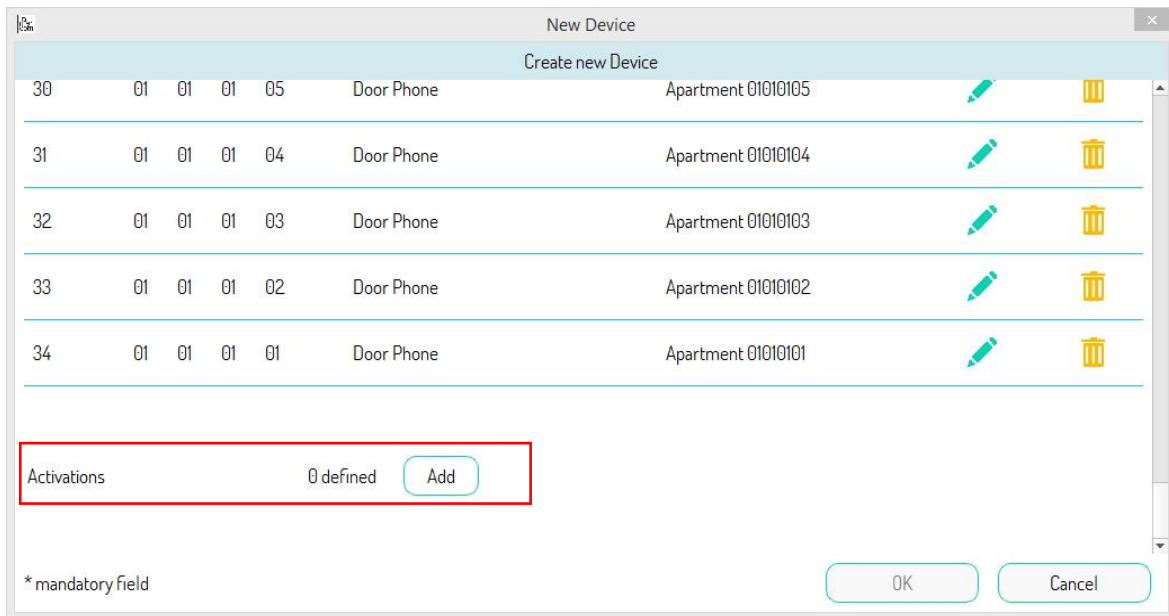 New Device
Create new Device
30 01 01 01 05 Door Phone Apartment 01010105
31 01 01 01 04 Door Phone Apartment 01010104
32 01 01 01 03 Door Phone Apartment 01010103
33 01 01 01 02 Door Phone Apartment 01010102
34 01 01 01 01 Door Phone Apartment 01010101
Activations 0 defined Add
* mandatory field OK Cancel